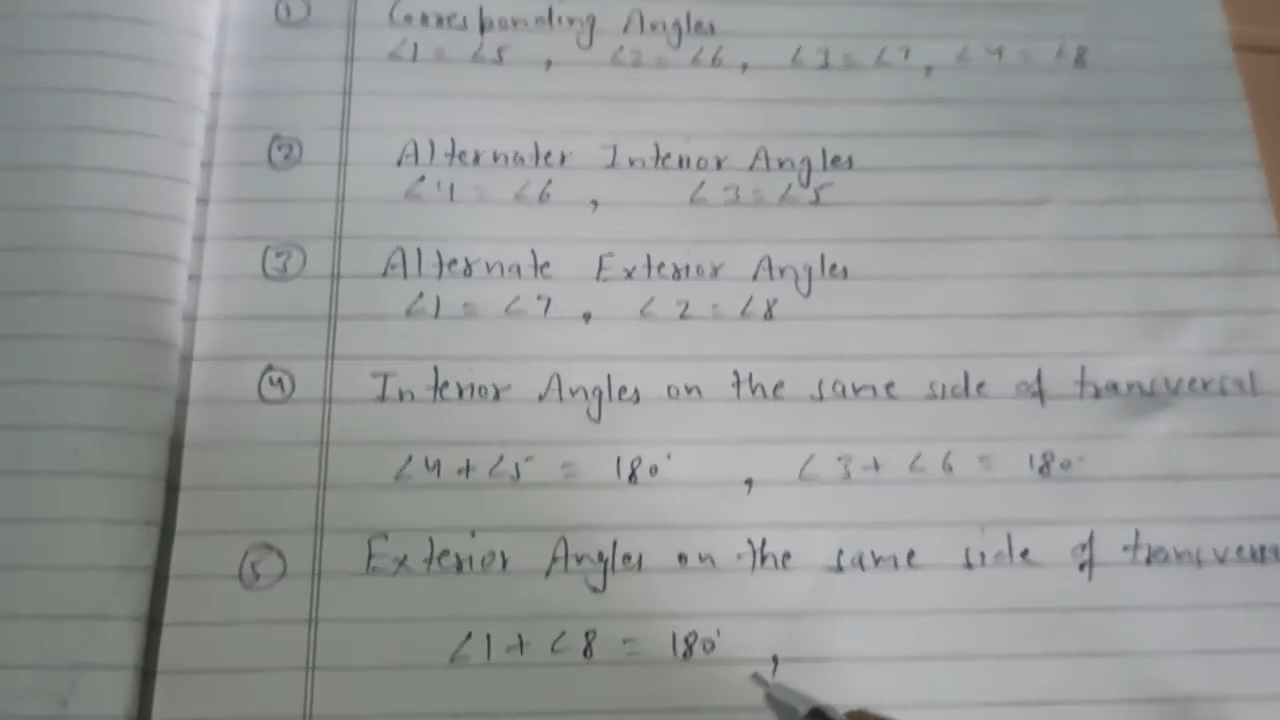 ① Corresponding Angles
∠1 = ∠5 , ∠2 = ∠6 , ∠3 = ∠7 , ∠4 = ∠8
② Alternater Interior Angles
∠4 = ∠6 , ∠3 = ∠5
③ Alternate Exterior Angles
∠1 = ∠7 , ∠2 = ∠8
④ Interior Angles on the same side of transversal
∠4 + ∠5 = 180° , ∠3 + ∠6 = 180°
⑤ Exterior Angles on the same side of transvers
∠1 + ∠8 = 180° ,